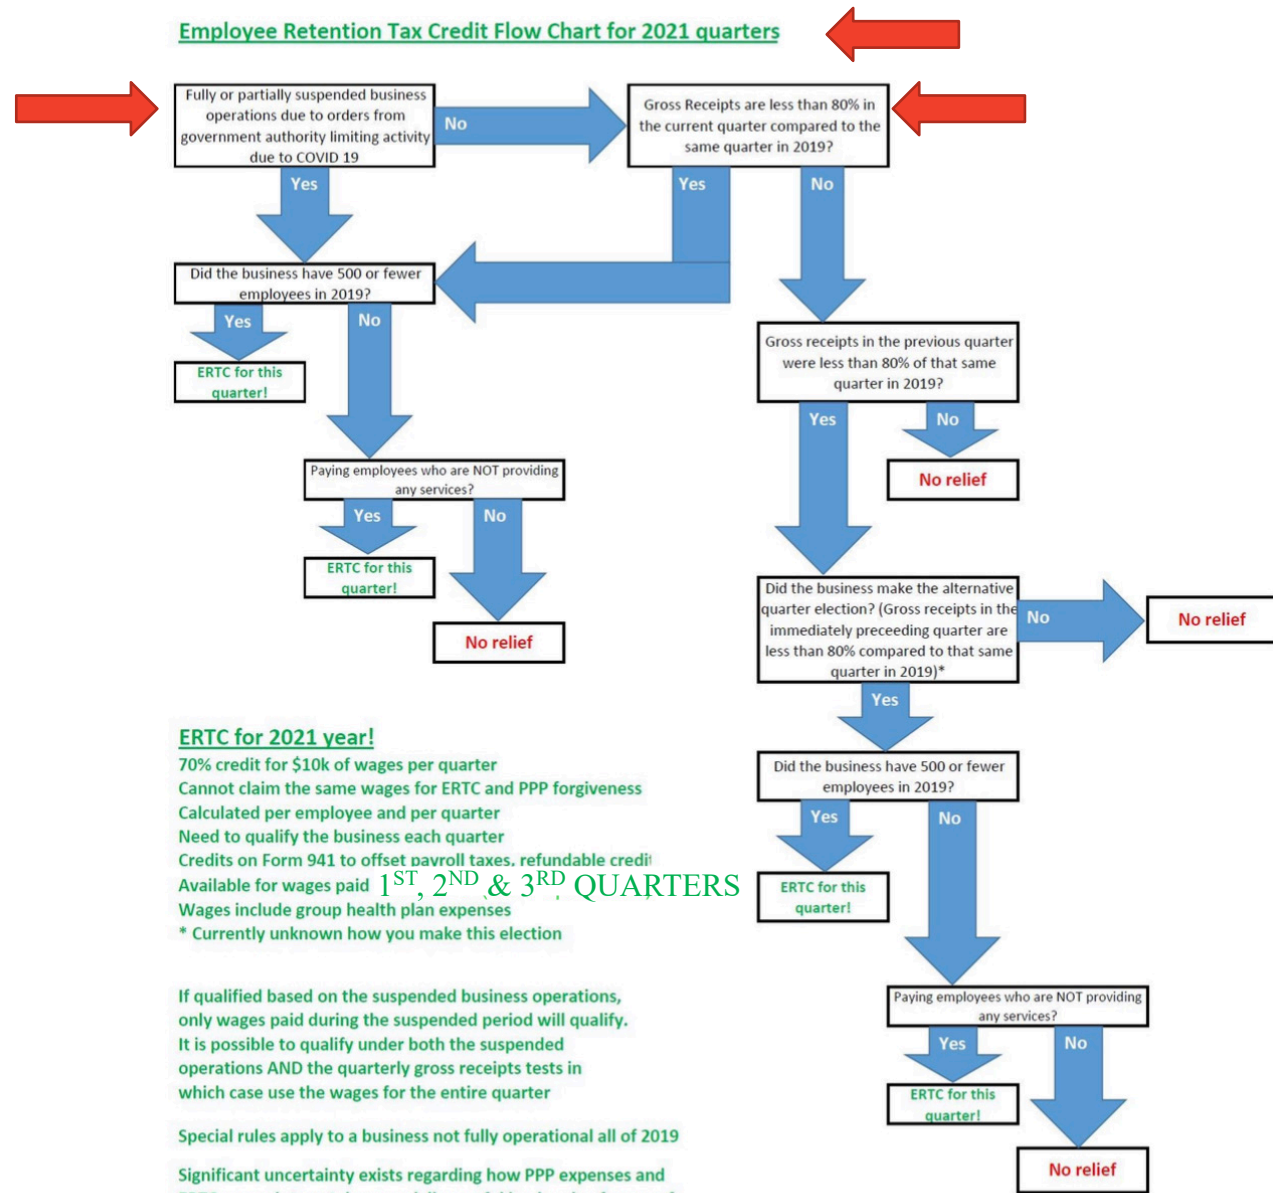 Employee Retention Tax Credit Flow Chart for 2021 quarters
Fully or partially suspended business
operations due to orders from
government authority limiting activity
due to COVID 19
No
Gross Receipts are less than 80% in
the current quarter compared to the
same quarter in 2019?
Yes
Yes
No
Did the business have 500 or fewer
employees in 2019?
Yes
No
ERTC for this
quarter!
Gross receipts in the previous quarter
were less than 80% of that same
quarter in 2019?
Yes
No
No relief
Paying employees who are NOT providing
any services?
Yes
No
ERTC for this
quarter!
No relief
Did the business make the alternative
quarter election? (Gross receipts in the
immediately preceeding quarter are
less than 80% compared to that same
quarter in 2019)*
No
No relief
Yes
Did the business have 500 or fewer
employees in 2019?
Yes
No
ERTC for this
quarter!
Paying employees who are NOT providing
any services?
Yes
No
ERTC for this
quarter!
No relief
ERTC for 2021 year!
70% credit for $10k of wages per quarter
Cannot claim the same wages for ERTC and PPP forgiveness
Calculated per employee and per quarter
Need to qualify the business each quarter
Credits on Form 941 to offset payroll taxes, refundable credit
Available for wages paid 1ST, 2ND & 3RD QUARTERS
Wages include group health plan expenses
* Currently unknown how you make this election
If qualified based on the suspended business operations,
only wages paid during the suspended period will qualify.
It is possible to qualify under both the suspended
operations AND the quarterly gross receipts tests in
which case use the wages for the entire quarter
Special rules apply to a business not fully operational all of 2019
Significant uncertainty exists regarding how PPP expenses and